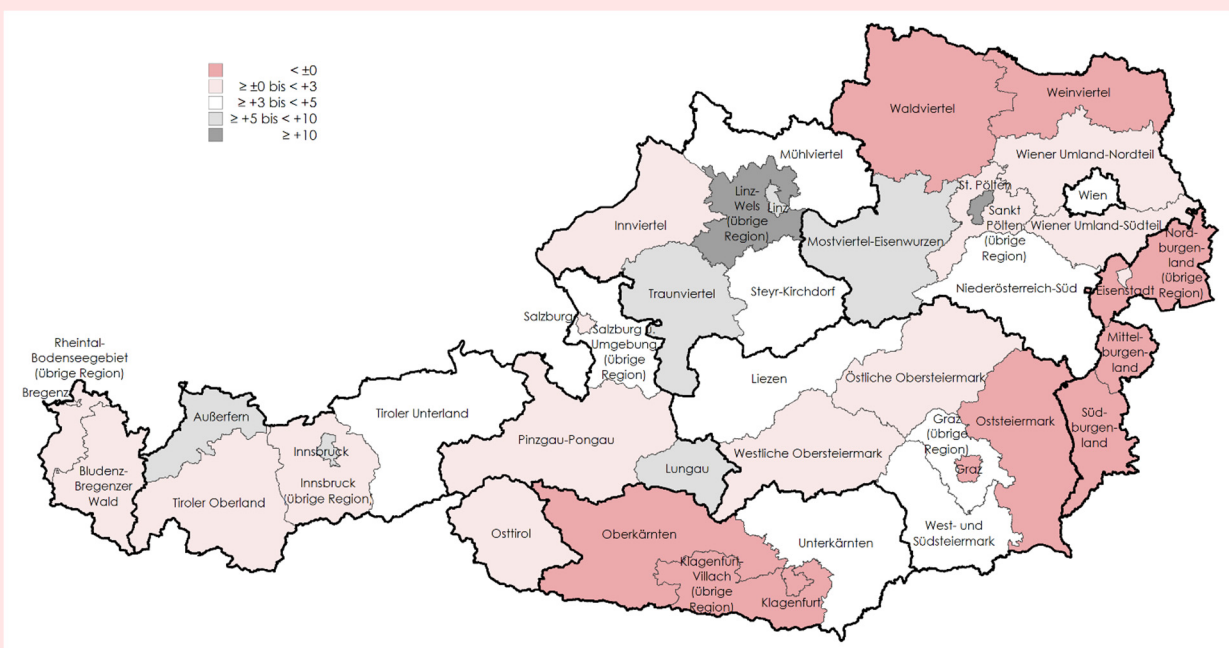 < ±0
≥ ±0 bis < +3
≥ +3 bis < +5
≥ +5 bis < +10
≥ +10
Waldviertel
Weinviertel
Mühlviertel
Wiener Umland-Nordteil
Linz-
Wels
(übrige
Region)
Linz
St. Pölten
Wien
Innviertel
Sankt
Pölten
(übrige
Region)
Wiener Umland-Südteil
Mostviertel-Eisenwurzen
Nord-
burgen-
land
(übrige
Region)
Traunviertel
Steyr-Kirchdorf
Niederösterreich-Süd
Eisenstadt
Salzburg
Salzburg u.
Umgebung
(übrige
Region)
Rheintal-
Bodenseegebiet
(übrige Region)
Bregenz
Mittel-
burgen-
land
Liezen
Östliche Obersteiermark
Außerfern
Tiroler Unterland
Graz
(übrige
Region)
Oststeiermark
Süd-
burgen-
land
Pinzgau-Pongau
Innsbruck
Westliche Obersteiermark
Bludenz-
Bregenzer
Wald
Lungau
Graz
Innsbruck
(übrige Region)
Tiroler Oberland
Osttirol
Oberkärnten
Unterkärnten
West- und
Südsteiermark
Klagenfurt-
Villach
(übrige
Region)
Klagenfurt